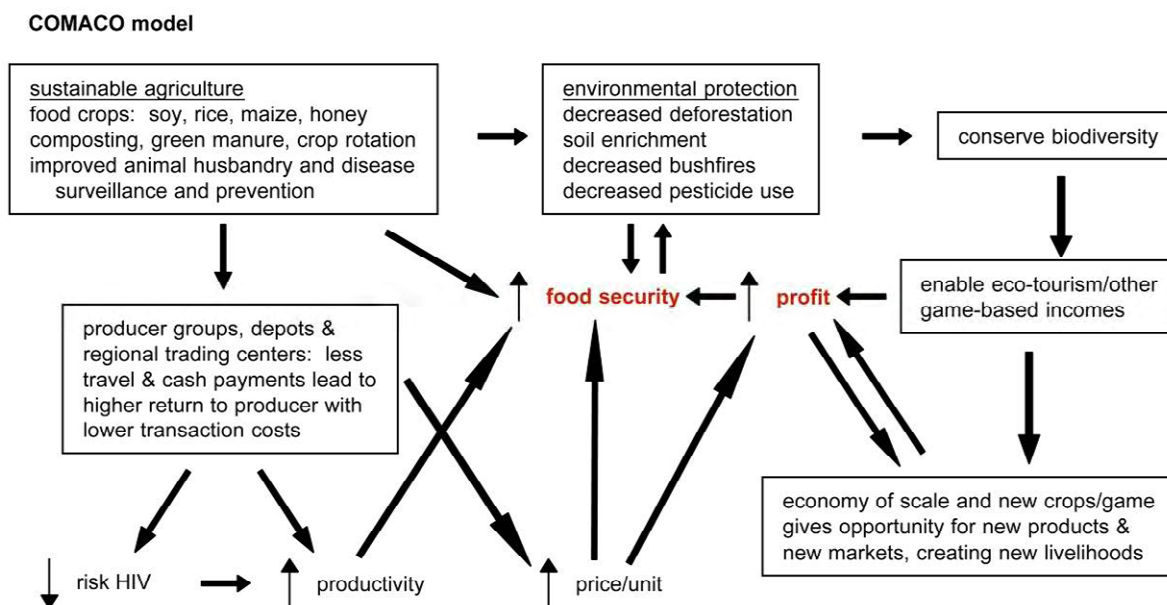 COMACO model
sustainable agriculture
food crops:  soy, rice, maize, honey
composting, green manure, crop rotation
improved animal husbandry and disease
surveillance and prevention
environmental protection
decreased deforestation
soil enrichment
decreased bushfires
decreased pesticide use
conserve biodiversity
food security
profit
enable eco-tourism/other
game-based incomes
producer groups, depots &
regional trading centers:  less
travel & cash payments lead to
higher return to producer with
lower transaction costs
economy of scale and new crops/game
gives opportunity for new products &
new markets, creating new livelihoods
risk HIV
productivity
price/unit